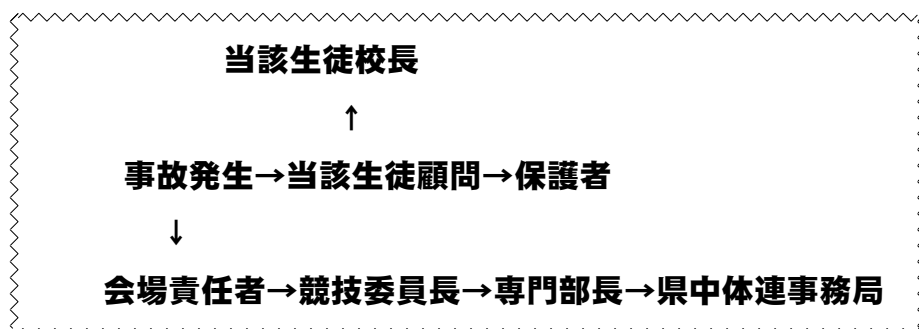 当該生徒校長
↑
事故発生→当該生徒顧問→保護者
↓
会場責任者→競技委員長→専門部長→県中体連事務局